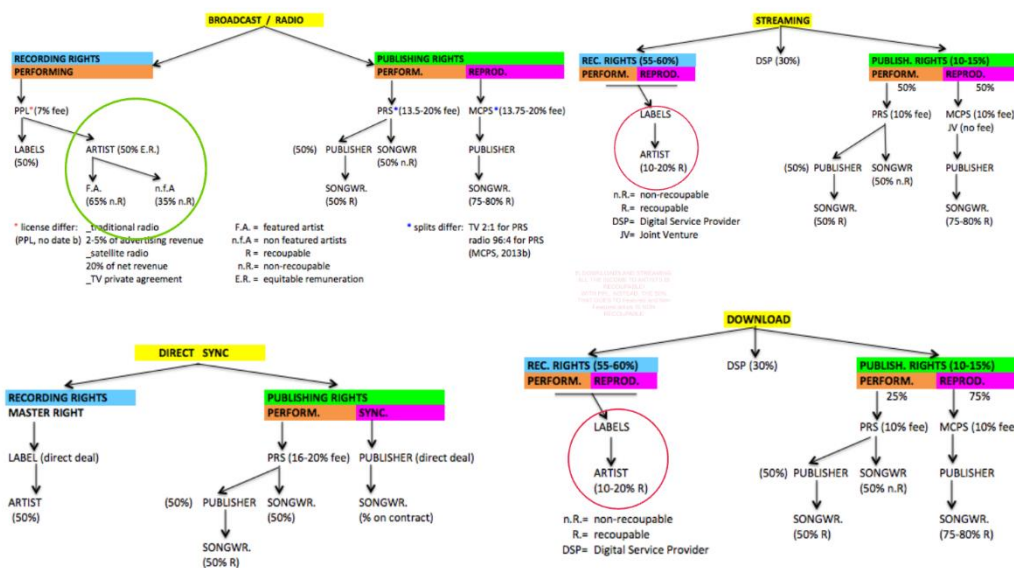 BROADCAST / RADIO
RECORDING RIGHTS
PERFORMING
PUBLISHING RIGHTS
PERFORM. REPROD.
PPL* (7% fee)
PRS* (13.5-20% fee) MCPS* (13.75-20% fee)
LABELS
(50%)
ARTIST (50% E.R.)
(50%) PUBLISHER
SONGWR
(50% n.R)
PUBLISHER
F.A.
(65% n.R)
n.f.A
(35% n.R)
SONGWR.
(50% R)
SONGWR.
(75-80% R)
* license differ: _traditional radio
(PPL, no date b) 2-5% of advertising revenue
_satellite radio
20% of net revenue
_TV private agreement
F.A. = featured artist
n.f.A = non featured artists
R = recoupable
n.R. = non-recoupable
E.R. = equitable remuneration
* splits differ: TV 2:1 for PRS
radio 96:4 for PRS
(MCPS, 2013b)
STREAMING
REC. RIGHTS (55-60%)
PERFORM. REPROD.
DSP (30%)
PUBLISH. RIGHTS (10-15%)
PERFORM. REPROD.
50% 50%
LABELS
PRS (10% fee)
MCPS (10% fee)
JV (no fee)
ARTIST
(10-20% R)
(50%) PUBLISHER
SONGWR
(50% n.R)
PUBLISHER
SONGWR.
(50% R)
SONGWR.
(75-80% R)
n.R.= non-recoupable
R.= recoupable
DSP= Digital Service Provider
JV= Joint Venture
DIRECT SYNC
RECORDING RIGHTS
MASTER RIGHT
PUBLISHING RIGHTS
PERFORM. SYNC.
LABEL (direct deal)
PRS (16-20% fee) PUBLISHER (direct deal)
ARTIST
(50%)
(50%) PUBLISHER
SONGWR.
(50%)
SONGWR.
(% on contract)
SONGWR.
(50% R)
DOWNLOAD
REC. RIGHTS (55-60%)
PERFORM. REPROD.
DSP (30%)
PUBLISH. RIGHTS (10-15%)
PERFORM. REPROD.
25% 75%
LABELS
PRS (10% fee) MCPS (10% fee)
ARTIST
(10-20% R)
(50%) PUBLISHER
SONGWR
(50% n.R)
PUBLISHER
SONGWR.
(50% R)
SONGWR.
(75-80% R)
n.R.= non-recoupable
R.= recoupable
DSP= Digital Service Provider